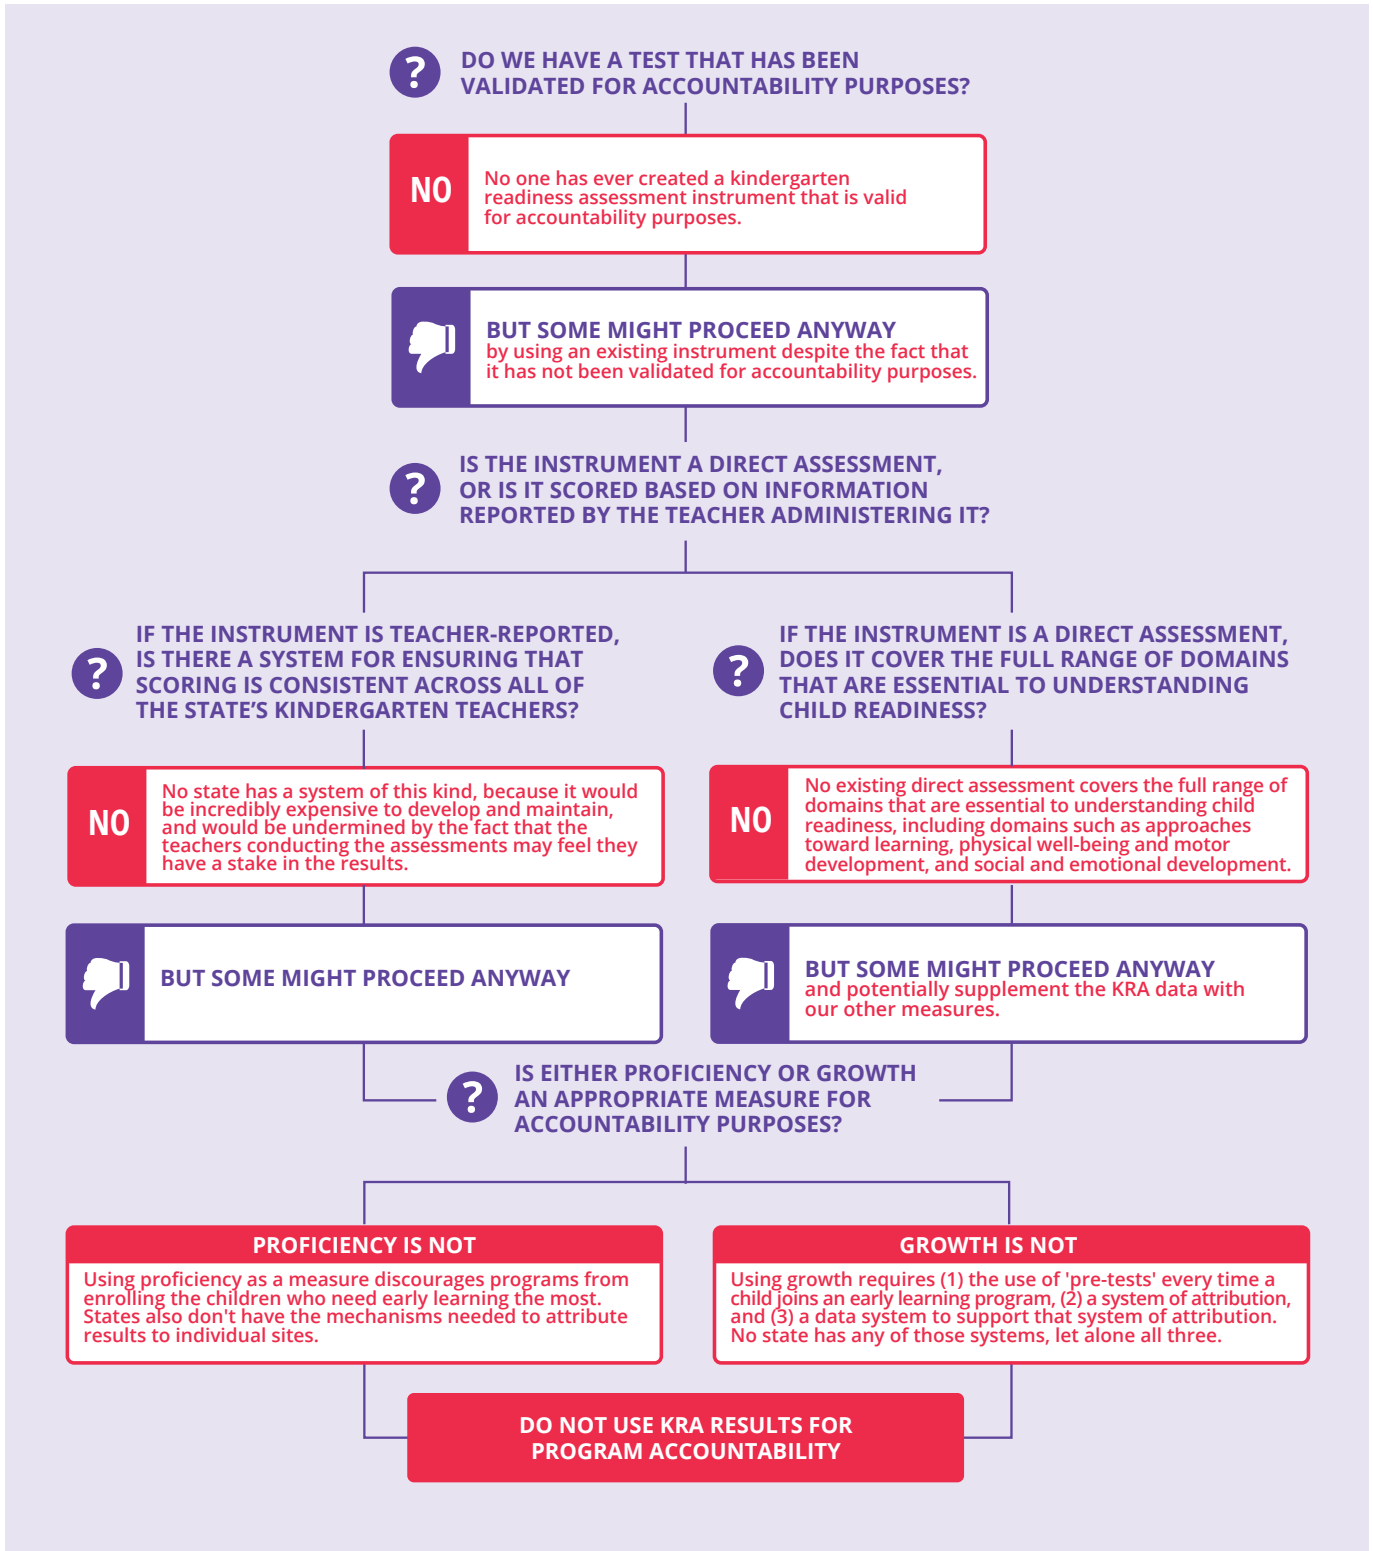 ?
DO WE HAVE A TEST THAT HAS BEEN
VALIDATED FOR ACCOUNTABILITY PURPOSES?
NO
No one has ever created a kindergarten
readiness assessment instrument that is valid
for accountability purposes.
BUT SOME MIGHT PROCEED ANYWAY
by using an existing instrument despite the fact that
it has not been validated for accountability purposes.
?
IS THE INSTRUMENT A DIRECT ASSESSMENT,
OR IS IT SCORED BASED ON INFORMATION
REPORTED BY THE TEACHER ADMINISTERING IT?
?
IF THE INSTRUMENT IS TEACHER-REPORTED,
IS THERE A SYSTEM FOR ENSURING THAT
SCORING IS CONSISTENT ACROSS ALL OF
THE STATE’S KINDERGARTEN TEACHERS?
NO
No state has a system of this kind, because it would
be incredibly expensive to develop and maintain,
and would be undermined by the fact that the
teachers conducting the assessments may feel they
have a stake in the results.
BUT SOME MIGHT PROCEED ANYWAY
?
IF THE INSTRUMENT IS A DIRECT ASSESSMENT,
DOES IT COVER THE FULL RANGE OF DOMAINS
THAT ARE ESSENTIAL TO UNDERSTANDING
CHILD READINESS?
NO
No existing direct assessment covers the full range of
domains that are essential to understanding child
readiness, including domains such as approaches
toward learning, physical well-being and motor
development, and social and emotional development.
BUT SOME MIGHT PROCEED ANYWAY
and potentially supplement the KRA data with
our other measures.
?
IS EITHER PROFICIENCY OR GROWTH
AN APPROPRIATE MEASURE FOR
ACCOUNTABILITY PURPOSES?
PROFICIENCY IS NOT
Using proficiency as a measure discourages programs from
enrolling the children who need early learning the most.
States also don't have the mechanisms needed to attribute
results to individual sites.
GROWTH IS NOT
Using growth requires (1) the use of 'pre-tests' every time a
child joins an early learning program, (2) a system of attribution,
and (3) a data system to support that system of attribution.
No state has any of those systems, let alone all three.
DO NOT USE KRA RESULTS FOR
PROGRAM ACCOUNTABILITY